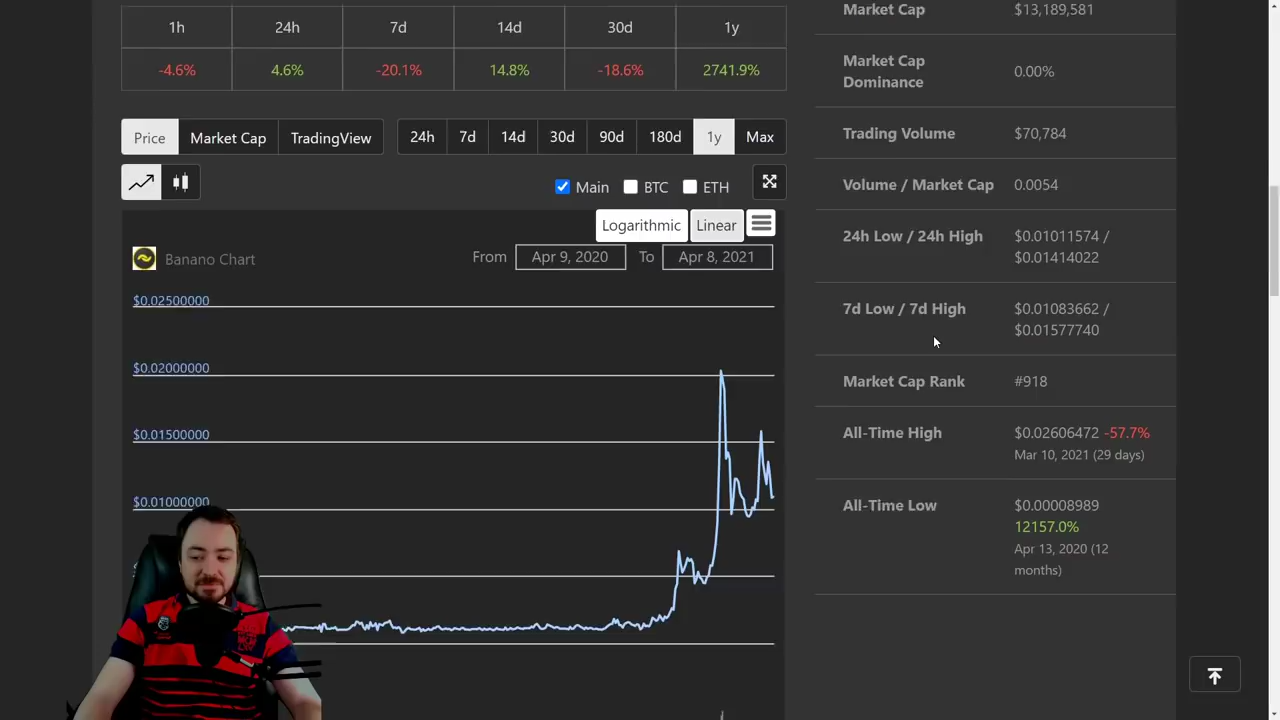 Market Cap $13,189,581
1h 24h 7d 14d 30d 1y
-4.6% 4.6% -20.1% 14.8% -18.6% 2741.9%
Market Cap
Dominance
0.00%
Price Market Cap TradingView
24h 7d 14d 30d 90d 180d 1y Max
Trading Volume $70,784
Main BTC ETH
Volume / Market Cap 0.0054
Logarithmic Linear
24h Low / 24h High
$0.01011574 /
$0.01414022
Banano Chart
From Apr 9, 2020 To Apr 8, 2021
$0.02500000
$0.02000000
$0.01500000
$0.01000000
7d Low / 7d High
$0.01083662 /
$0.01577740
Market Cap Rank #918
All-Time High
$0.02606472 -57.7%
Mar 10, 2021 (29 days)
All-Time Low
$0.00008989
12157.0%
Apr 13, 2020 (12
months)